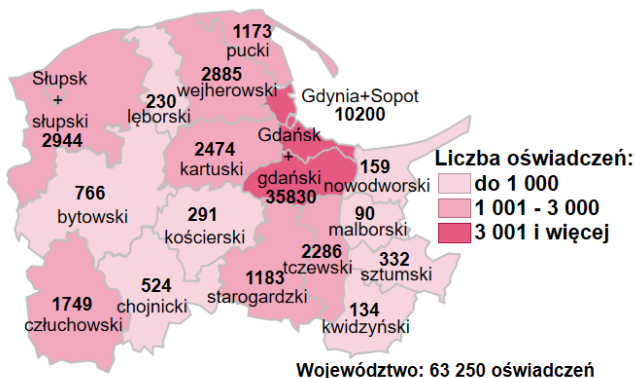 1173
pucki
2885
wejherowski
Słupsk
+
słupski
2944
230
lęborski
Gdynia+Sopot
10200
Gdańsk
+
gdański
35830
2474
kartuski
159
nowodworski
766
bytowski
291
kościerski
90
malborski
2286
tczewski
332
sztumski
1183
starogardzki
524
chojnicki
1749
człuchowski
134
kwidzyński
Liczba oświadczeń:
do 1 000
1 001 - 3 000
3 001 i więcej
Województwo: 63 250 oświadczeń